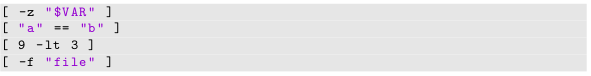 [ -z "$VAR" ]
[ "a" == "b" ]
[ 9 -lt 3 ]
[ -f "file" ]